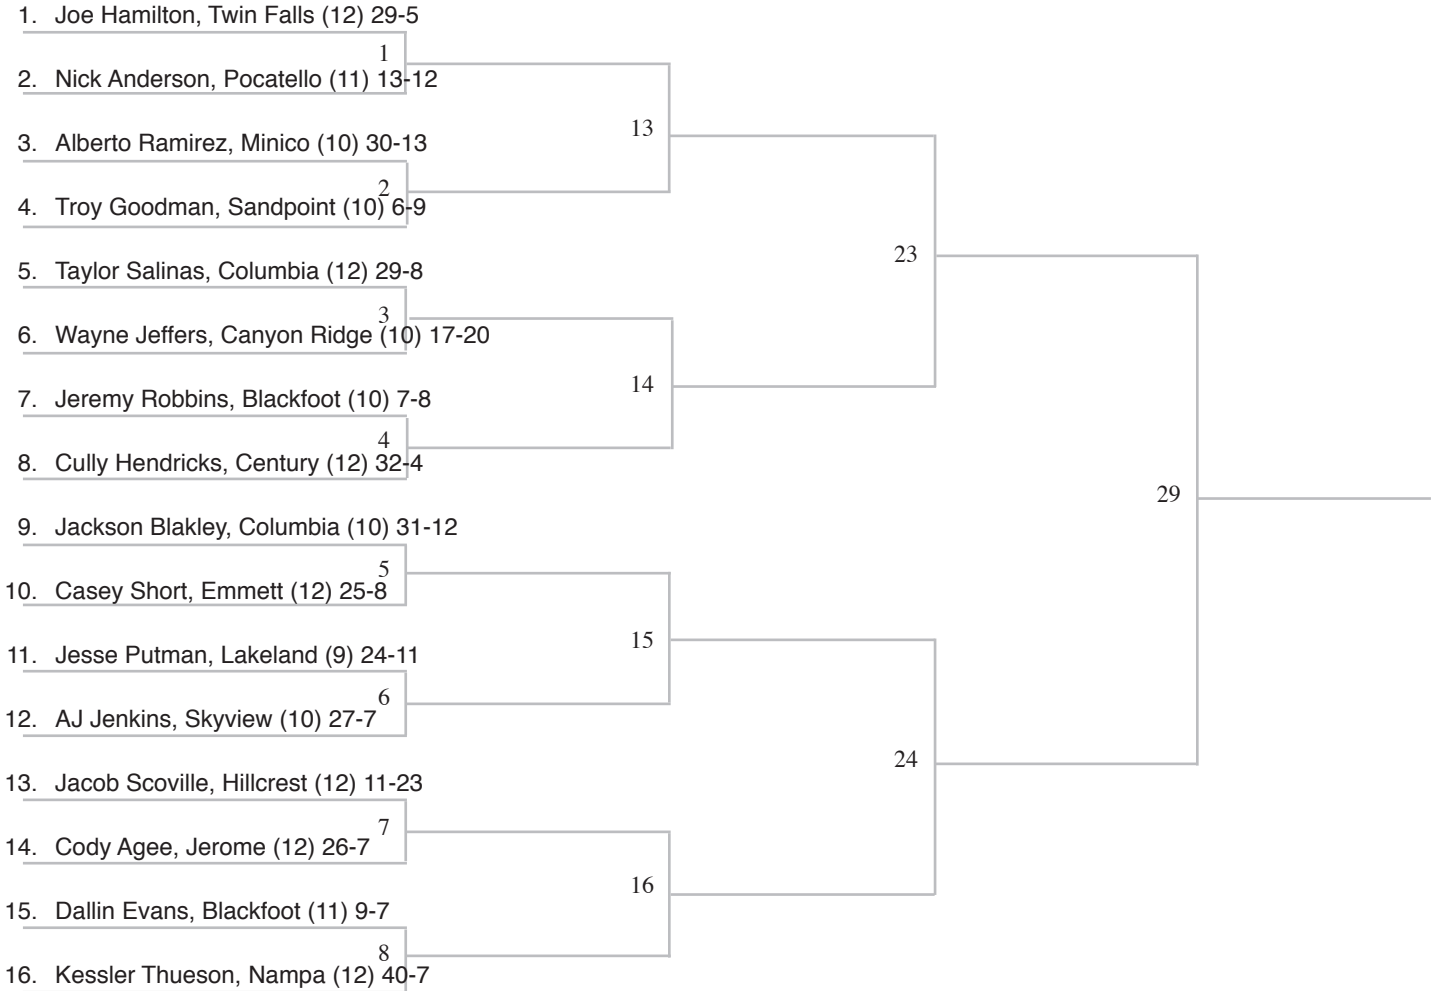 1. Joe Hamilton, Twin Falls (12) 29-5
1
2. Nick Anderson, Pocatello (11) 13-12
13
3. Alberto Ramirez, Minico (10) 30-13
2
4. Troy Goodman, Sandpoint (10) 6-9
23
5. Taylor Salinas, Columbia (12) 29-8
3
6. Wayne Jeffers, Canyon Ridge (10) 17-20
14
7. Jeremy Robbins, Blackfoot (10) 7-8
4
8. Cully Hendricks, Century (12) 32-4
29
9. Jackson Blakley, Columbia (10) 31-12
5
10. Casey Short, Emmett (12) 25-8
15
11. Jesse Putman, Lakeland (9) 24-11
6
12. AJ Jenkins, Skyview (10) 27-7
24
13. Jacob Scoville, Hillcrest (12) 11-23
7
14. Cody Agee, Jerome (12) 26-7
16
15. Dallin Evans, Blackfoot (11) 9-7
8
16. Kessler Thueson, Nampa (12) 40-7